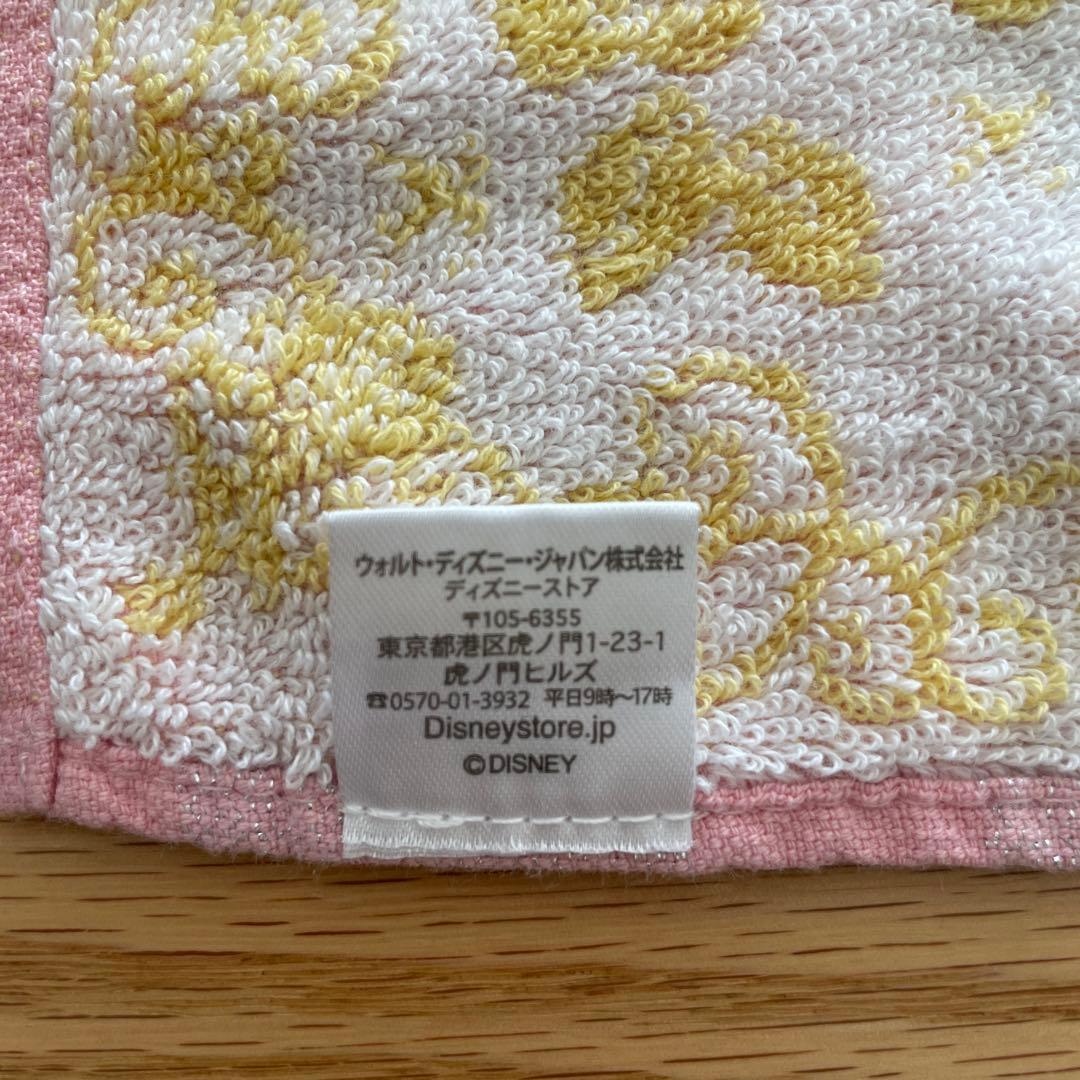 ウォルト・ディズニー・ジャパン株式会社
ディズニーストア
〒105-6355
東京都港区虎ノ門1-23-1
虎ノ門ヒルズ
☎0570-01-3932 平日9時〜17時
Disneystore.jp
©DISNEY